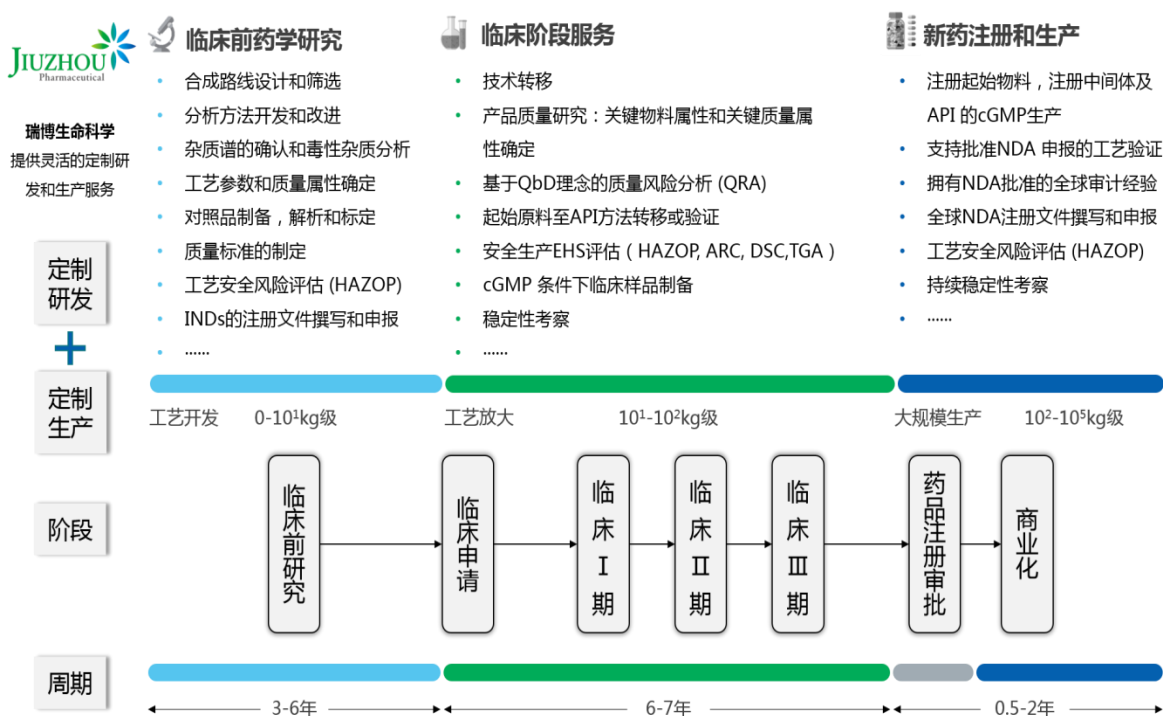 JIUZHOU
Pharmaceutical
瑞博生命科学
提供灵活的定制研
发和生产服务
临床前药学研究
• 合成路线设计和筛选
• 分析方法开发和改进
• 杂质谱的确认和毒性杂质分析
• 工艺参数和质量属性确定
• 对照品制备，解析和标定
• 质量标准的制定
• 工艺安全风险评估 (HAZOP)
• INDs的注册文件撰写和申报
• ......
临床阶段服务
• 技术转移
• 产品质量研究：关键物料属性和关键质量属
性确定
• 基于QbD理念的质量风险分析 (QRA)
• 起始原料至API方法转移或验证
• 安全生产EHS评估（HAZOP, ARC, DSC,TGA）
• cGMP 条件下临床样品制备
• 稳定性考察
• ......
新药注册和生产
• 注册起始物料，注册中间体及
API 的cGMP生产
• 支持批准NDA 申报的工艺验证
• 拥有NDA批准的全球审计经验
• 全球NDA注册文件撰写和申报
• 工艺安全风险评估 (HAZOP)
• 持续稳定性考察
• ......
定制
研发
+
定制
生产
工艺开发 0-10¹kg级
工艺放大 10¹-10²kg级
大规模生产 10²-10⁵kg级
阶段
临床前研究
临床申请
临床Ⅰ期
临床Ⅱ期
临床Ⅲ期
药品注册审批
商业化
周期
3-6年
6-7年
0.5-2年